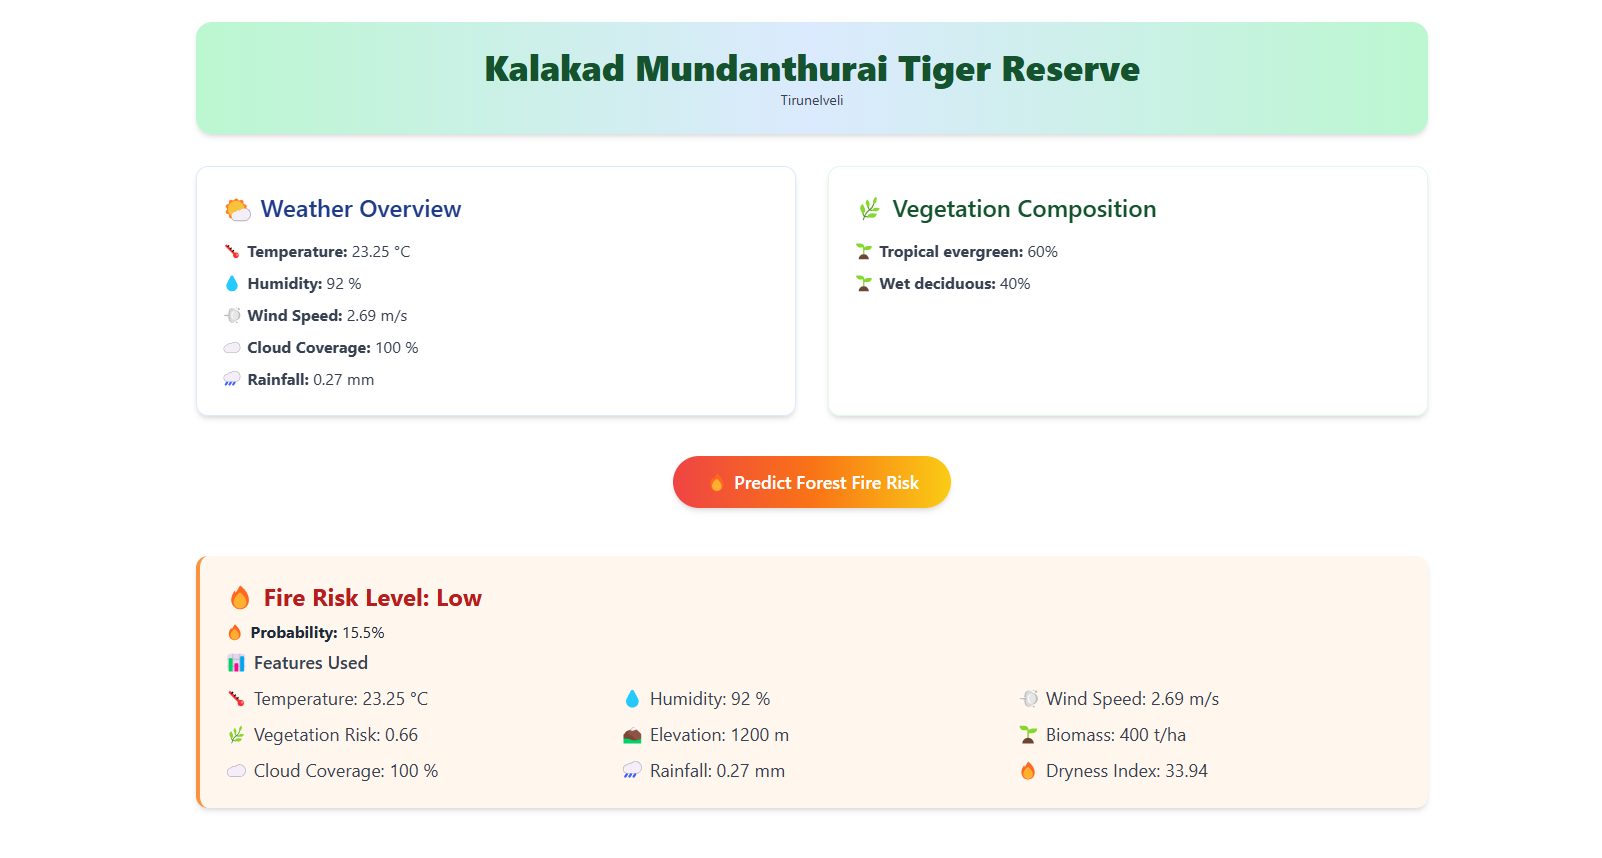 Kalakad Mundanthurai Tiger Reserve
Tirunelveli
Weather Overview
Temperature: 23.25 °C
Humidity: 92 %
Wind Speed: 2.69 m/s
Cloud Coverage: 100 %
Rainfall: 0.27 mm
Vegetation Composition
Tropical evergreen: 60%
Wet deciduous: 40%
Predict Forest Fire Risk
Fire Risk Level: Low
Probability: 15.5%
Features Used
Temperature: 23.25 °C
Humidity: 92 %
Wind Speed: 2.69 m/s
Vegetation Risk: 0.66
Elevation: 1200 m
Biomass: 400 t/ha
Cloud Coverage: 100 %
Rainfall: 0.27 mm
Dryness Index: 33.94